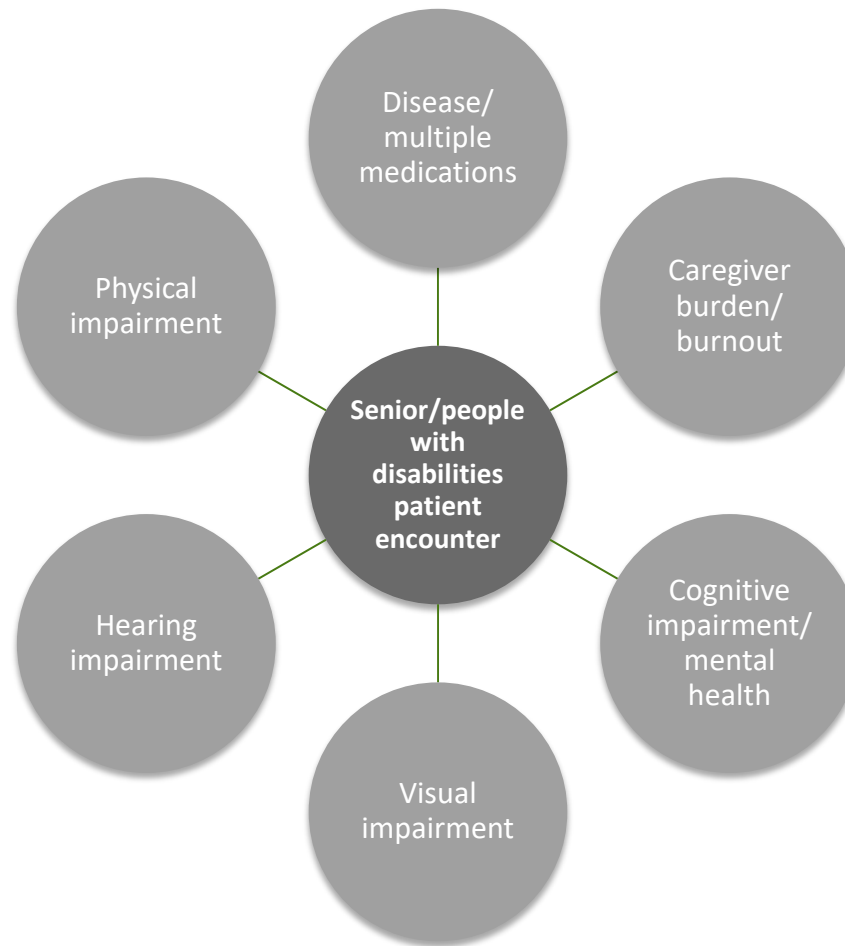 Disease/
multiple
medications
Physical
impairment
Caregiver
burden/
burnout
Senior/people
with
disabilities
patient
encounter
Hearing
impairment
Cognitive
impairment/
mental
health
Visual
impairment